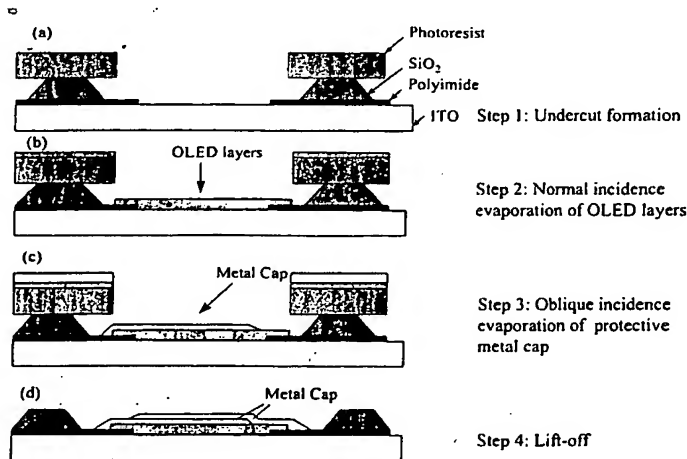 (a)
Photoresist
SiO₂
Polyimide
ITO
Step 1: Undercut formation
(b)
OLED layers
Step 2: Normal incidence
evaporation of OLED layers
(c)
Metal Cap
Step 3: Oblique incidence
evaporation of protective
metal cap
(d)
Metal Cap
Step 4: Lift-off